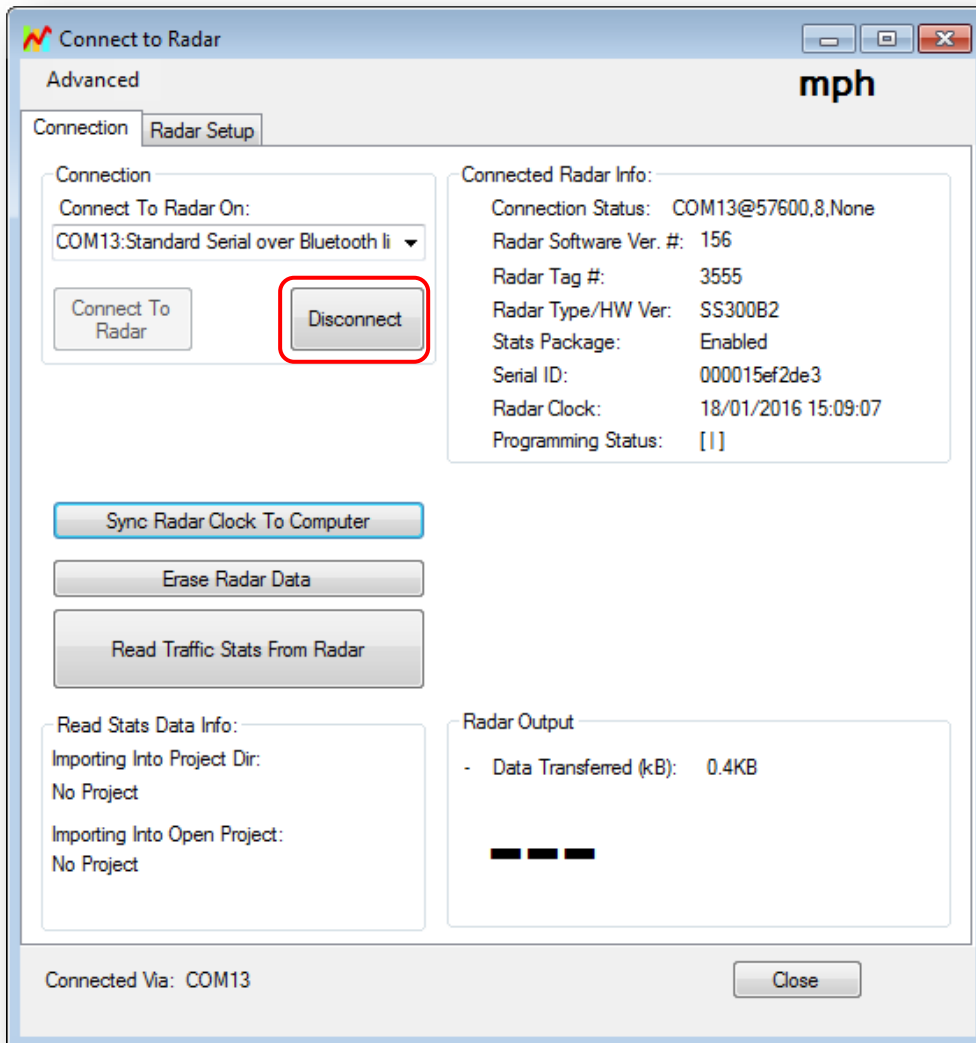 Connect to Radar
Advanced
mph
Connection
Radar Setup
Connection
Connect To Radar On:
COM13:Standard Serial over Bluetooth li
Connect To
Radar
Disconnect
Connected Radar Info:
Connection Status: COM13@57600,8,None
Radar Software Ver. #: 156
Radar Tag #: 3555
Radar Type/HW Ver: SS300B2
Stats Package: Enabled
Serial ID: 000015ef2de3
Radar Clock: 18/01/2016 15:09:07
Programming Status: [ | ]
Sync Radar Clock To Computer
Erase Radar Data
Read Traffic Stats From Radar
Read Stats Data Info:
Importing Into Project Dir:
No Project
Importing Into Open Project:
No Project
Radar Output
- Data Transferred (kB): 0.4KB
---
Connected Via: COM13
Close